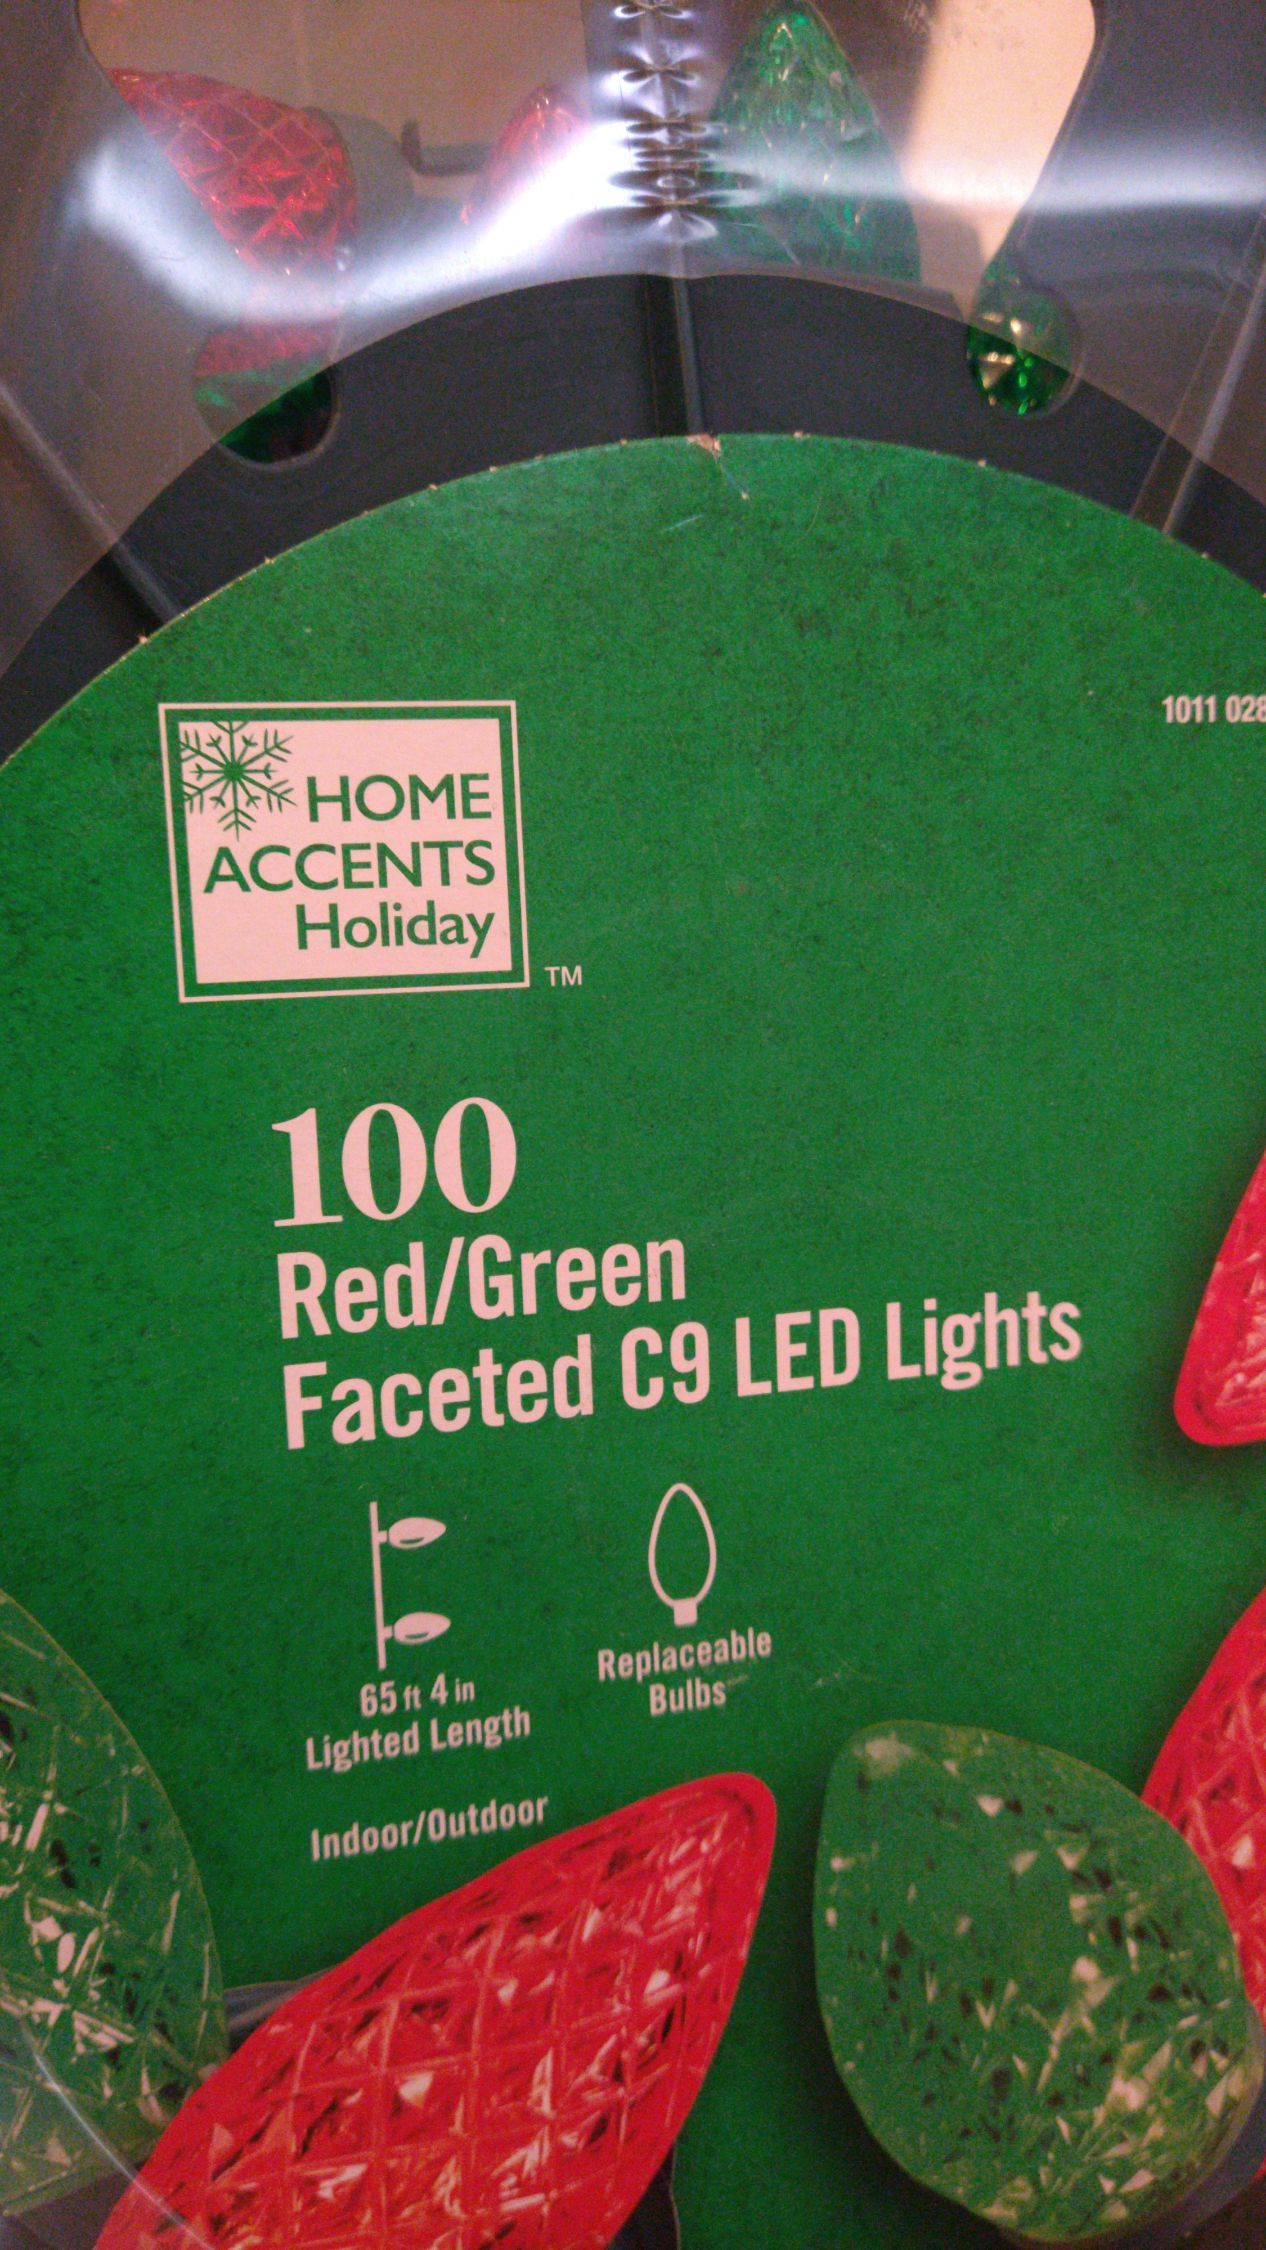 1011 028
HOME
ACCENTS
Holiday
TM
100
Red/Green
Faceted C9 LED Lights
65 ft 4 in
Lighted Length
Replaceable
Bulbs
Indoor/Outdoor